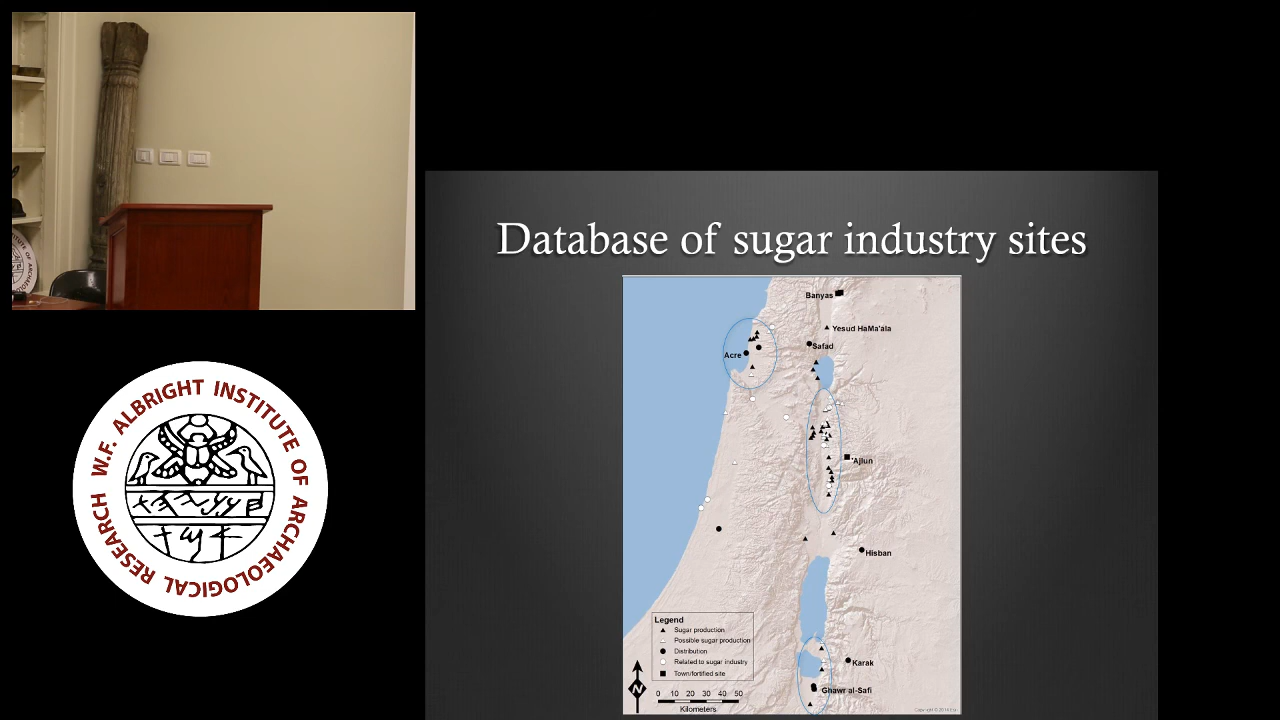 Database of sugar industry sites
Banyas
Yesud HaMa'ala
Safad
Acre
'Ajlun
Hisban
Karak
Ghawr al-Safi
Legend
Sugar production
Possible sugar production
Distribution
Related to sugar industry
Town/fortified site
N
0 10 20 30 40 50
Kilometers
W.F. ALBRIGHT INSTITUTE OF ARCHAEOLOGICAL RESEARCH